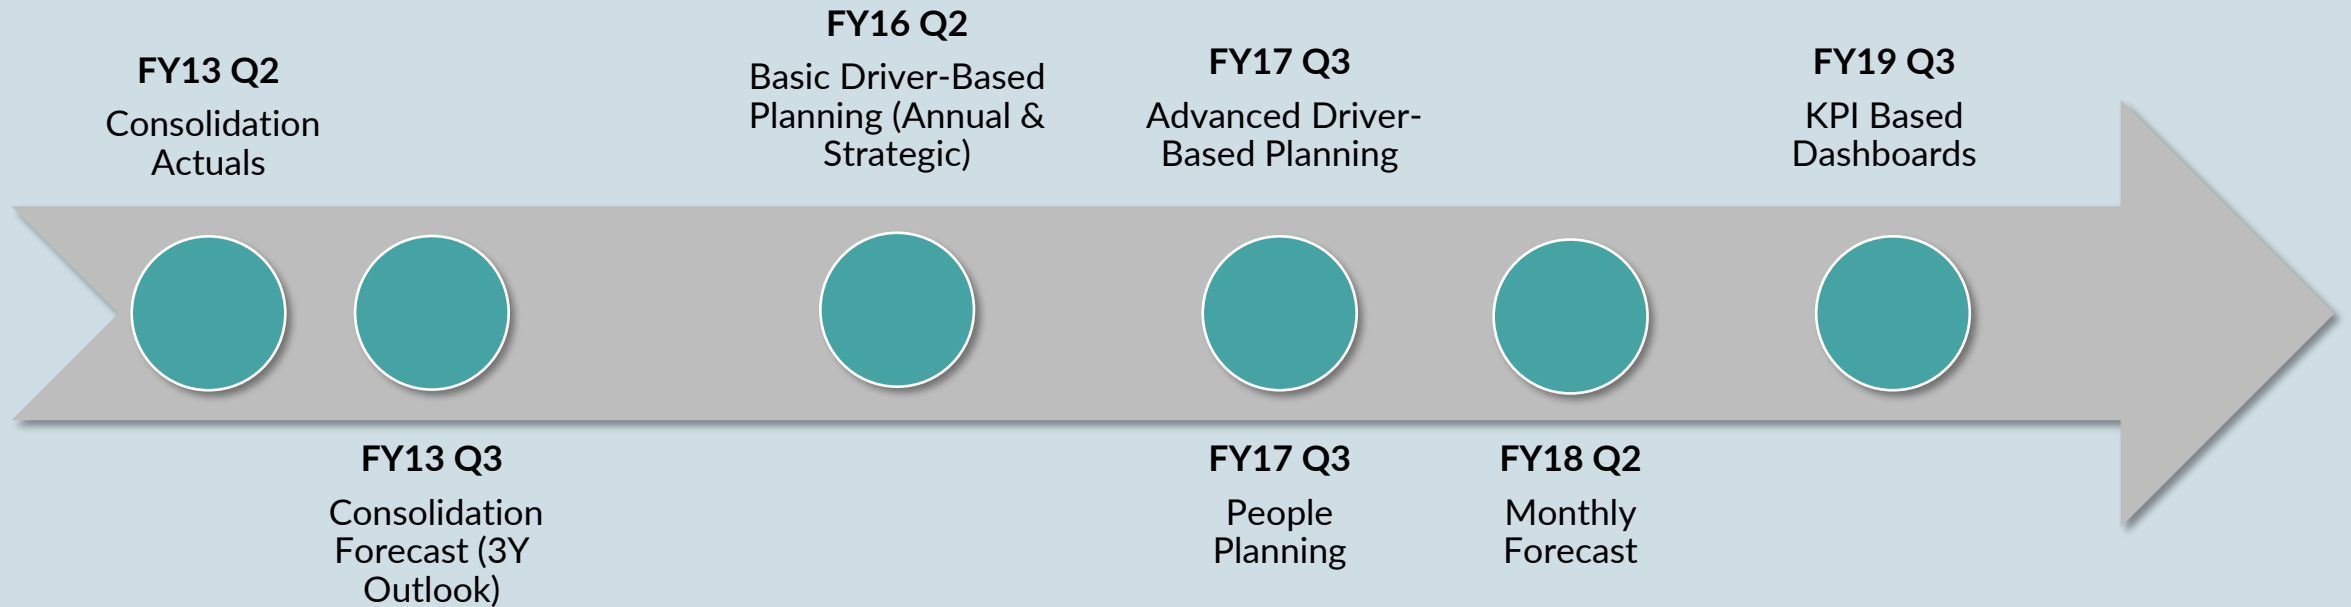 FY13 Q2
Consolidation
Actuals
FY13 Q3
Consolidation
Forecast (3Y
Outlook)
FY16 Q2
Basic Driver-Based
Planning (Annual &
Strategic)
FY17 Q3
Advanced Driver-
Based Planning
FY17 Q3
People
Planning
FY18 Q2
Monthly
Forecast
FY19 Q3
KPI Based
Dashboards